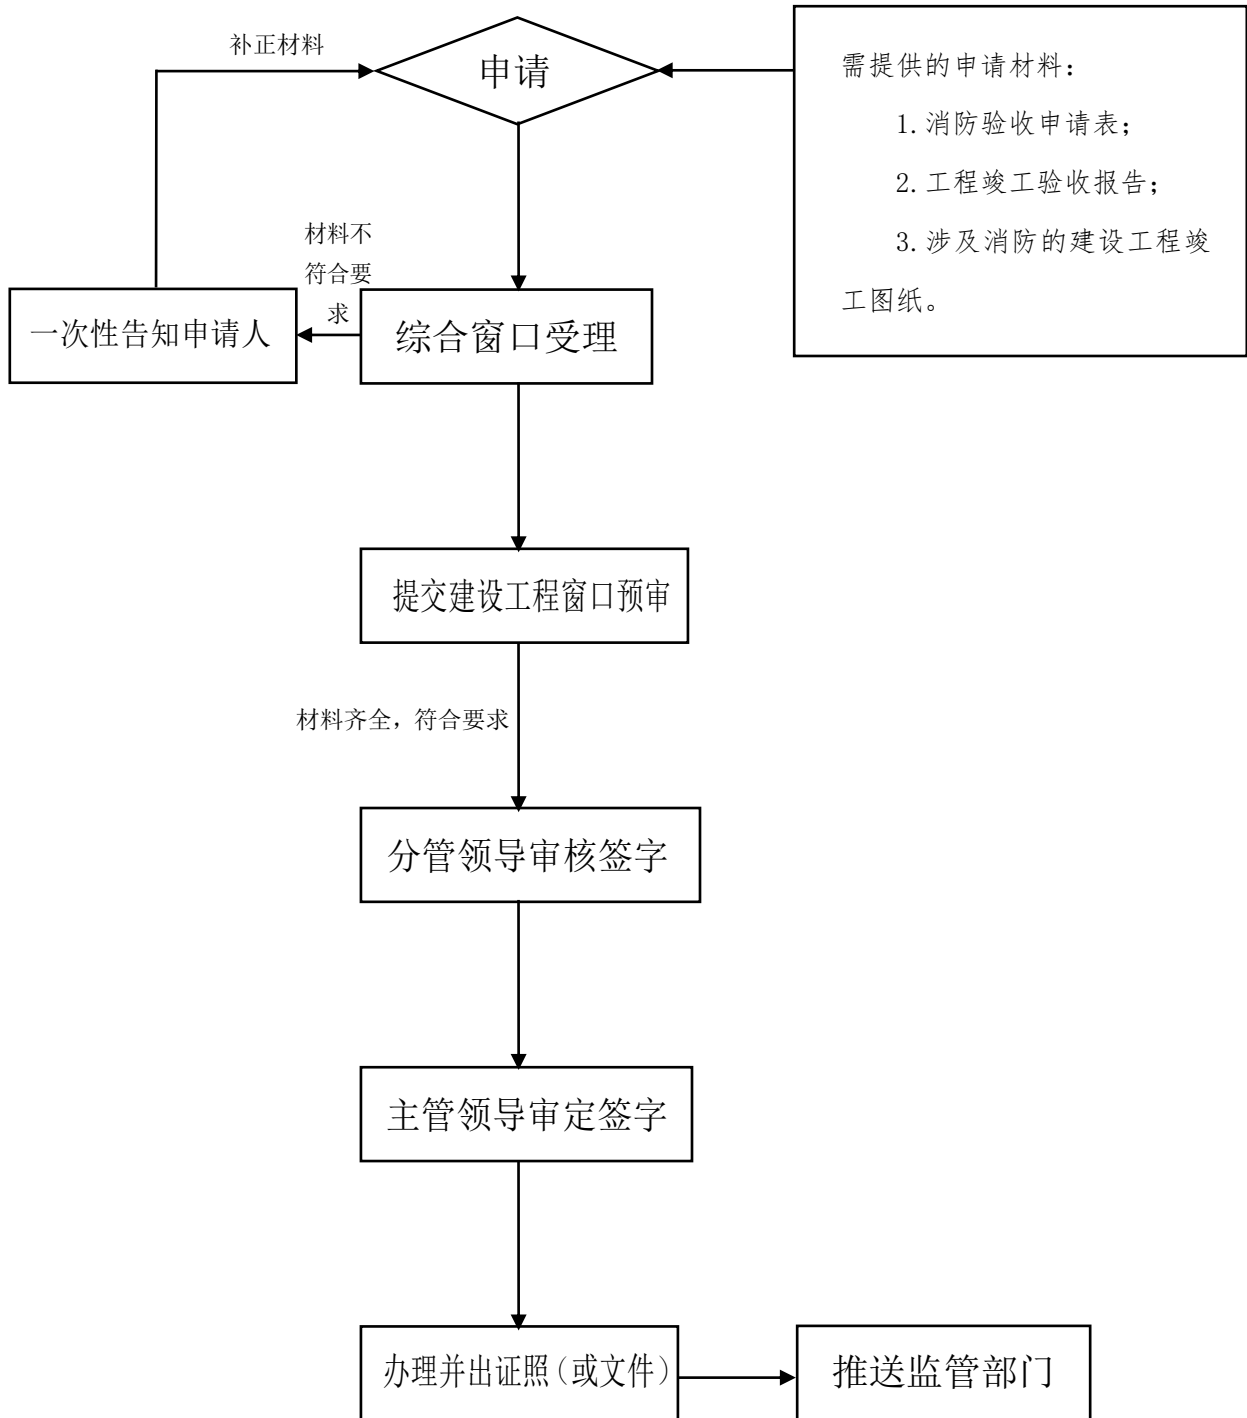 补正材料
申请
需提供的申请材料：
1.消防验收申请表；
2.工程竣工验收报告；
3.涉及消防的建设工程竣
工图纸。
材料不
符合要
求
一次性告知申请人
综合窗口受理
提交建设工程窗口预审
材料齐全，符合要求
分管领导审核签字
主管领导审定签字
办理并出证照（或文件）
推送监管部门